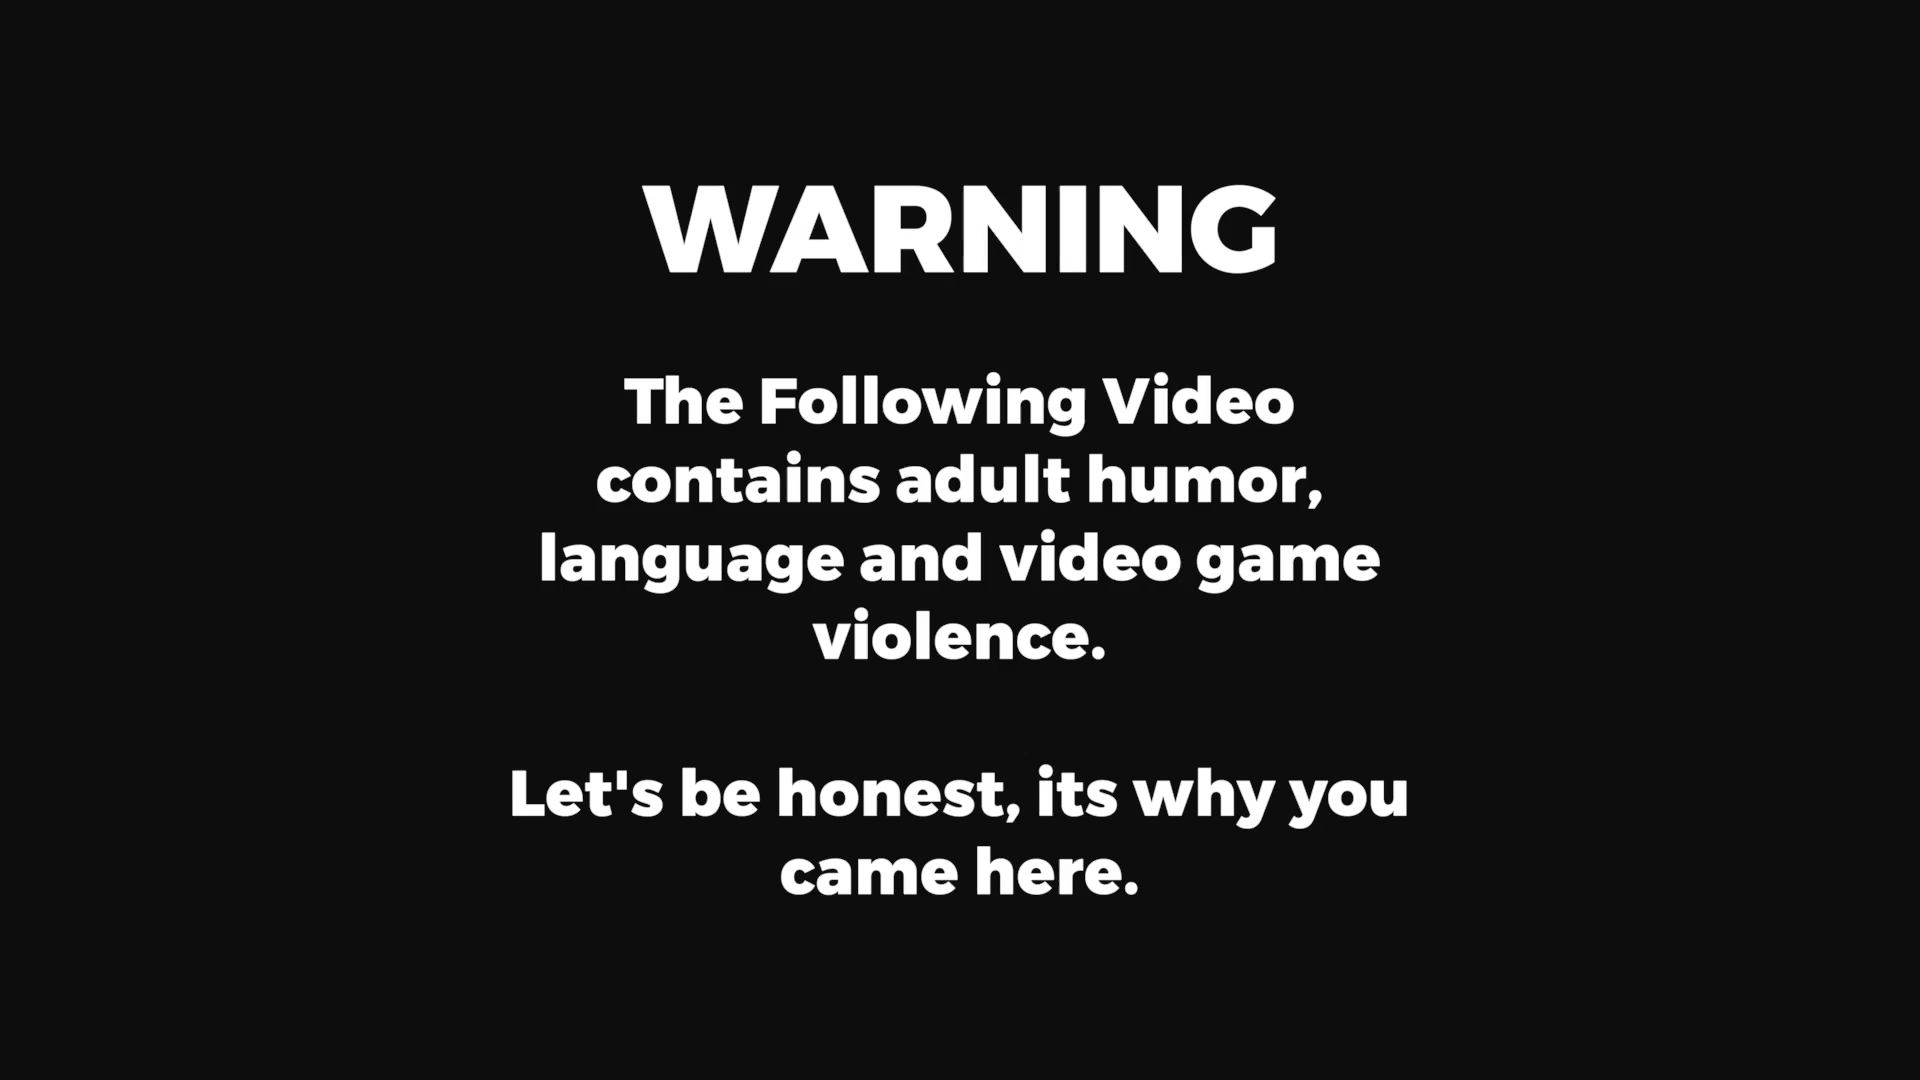 WARNING
The Following Video
contains adult humor,
language and video game
violence.
Let's be honest, its why you
came here.